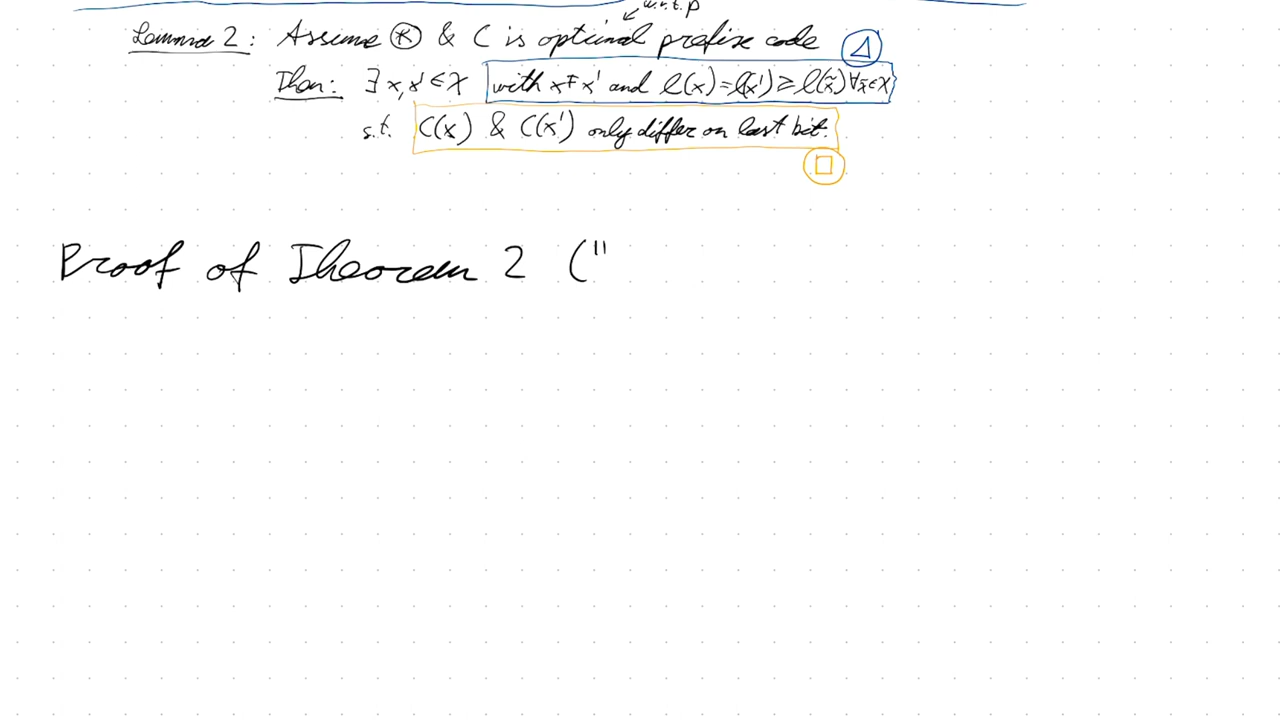 w.r.t. p
Lemma 2: Assume ⊛ & C is optimal prefix code △
Then: ∃ x, x' ∈ X with x ≠ x' and ℓ(x) = ℓ(x') ≥ ℓ(x̃) ∀ x̃ ∈ X
s.t. C(x) & C(x') only differ on last bit.
□
Proof of Theorem 2 ("